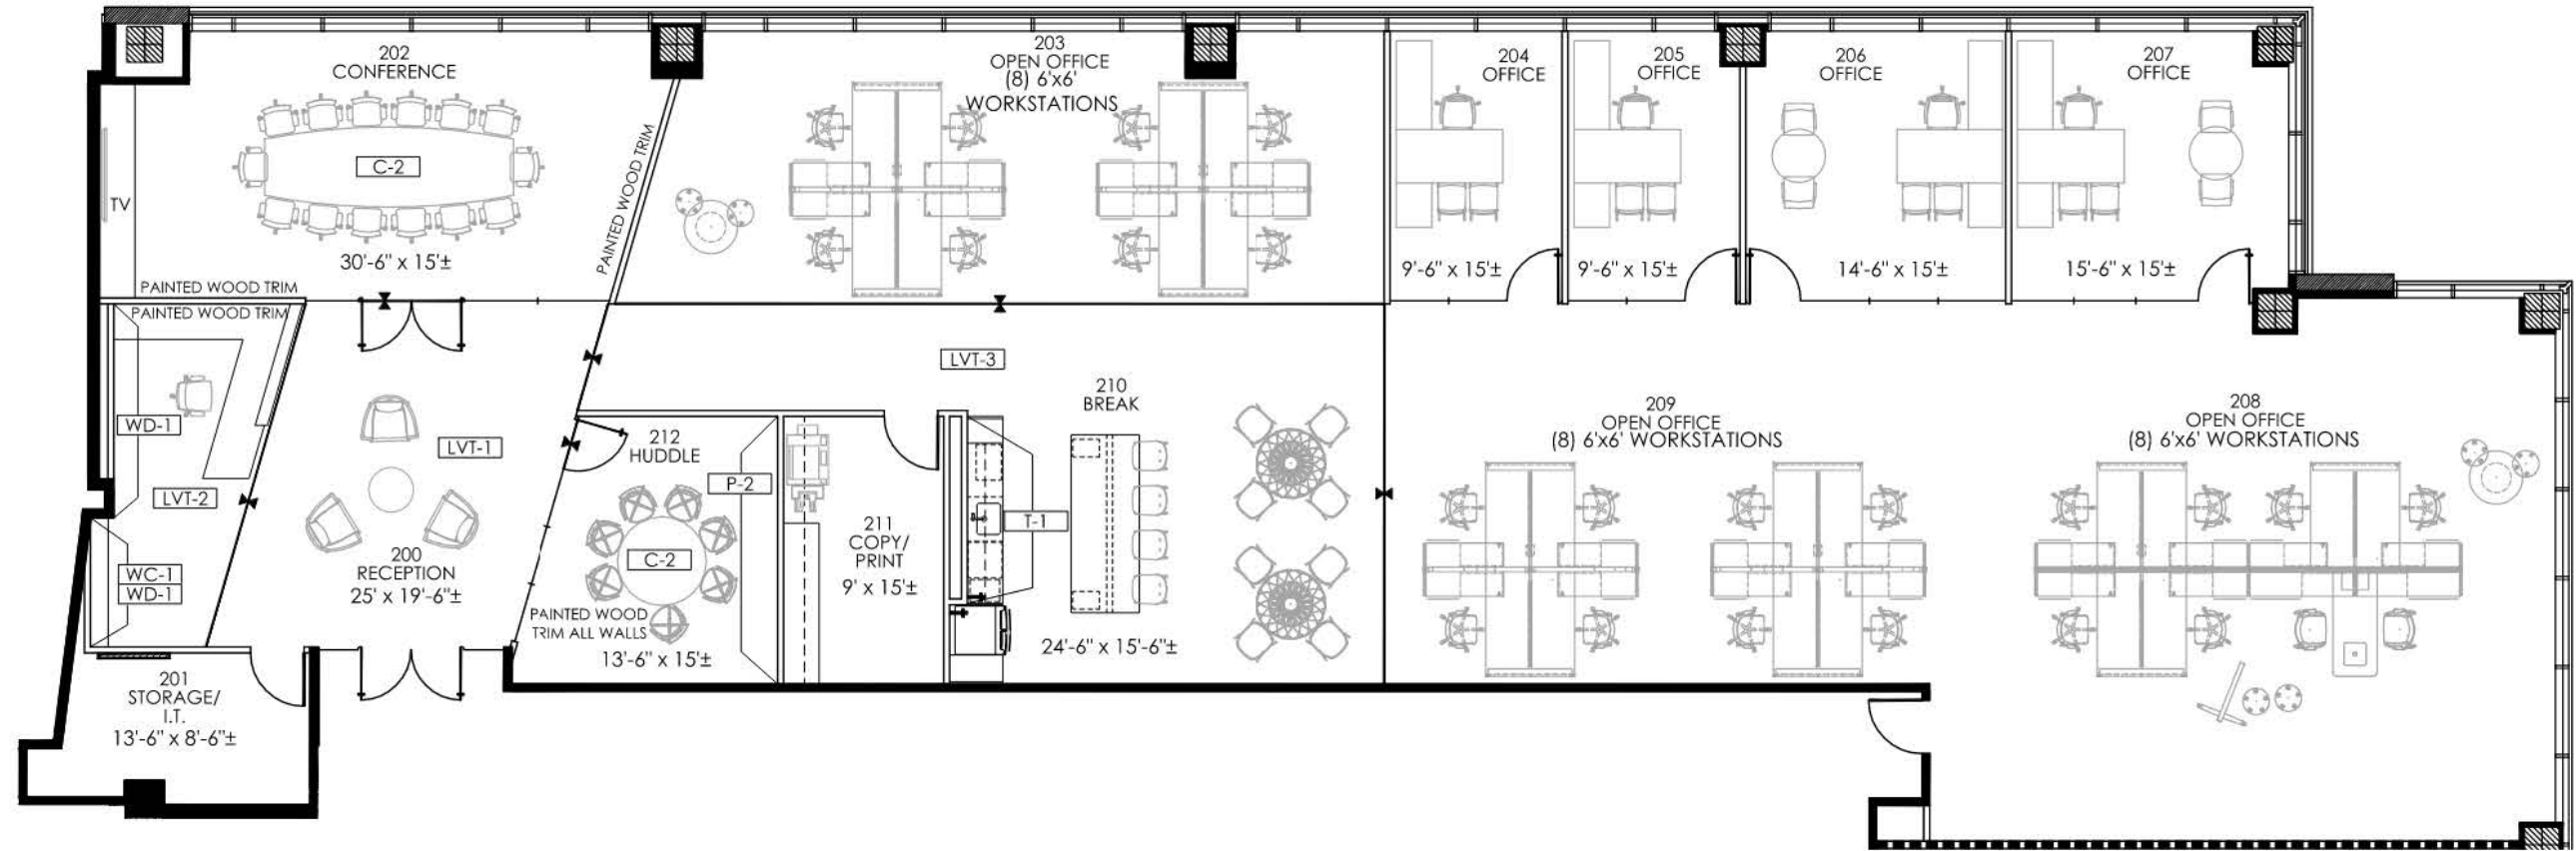 202
CONFERENCE
C-2
TV
30'-6" x 15'±
PAINTED WOOD TRIM
PAINTED WOOD TRIM
203
OPEN OFFICE
(8) 6'x6'
WORKSTATIONS
204
OFFICE
9'-6" x 15'±
205
OFFICE
9'-6" x 15'±
206
OFFICE
14'-6" x 15'±
207
OFFICE
15'-6" x 15'±
PAINTED WOOD TRIM
WD-1
LVT-2
WC-1
WD-1
LVT-1
200
RECEPTION
25' x 19'-6"±
201
STORAGE/
I.T.
13'-6" x 8'-6"±
LVT-3
212
HUDDLE
P-2
C-2
PAINTED WOOD
TRIM ALL WALLS
13'-6" x 15'±
211
COPY/
PRINT
9' x 15'±
210
BREAK
T-1
24'-6" x 15'-6"±
209
OPEN OFFICE
(8) 6'x6' WORKSTATIONS
208
OPEN OFFICE
(8) 6'x6' WORKSTATIONS